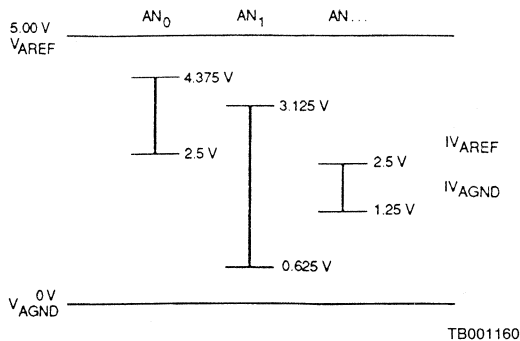 AN0 AN1 AN...
5.00 V
VAREF
4.375 V
3.125 V
IVAREF
2.5 V 2.5 V
IVAGND
1.25 V
0.625 V
0 V
VAGND
TB001160